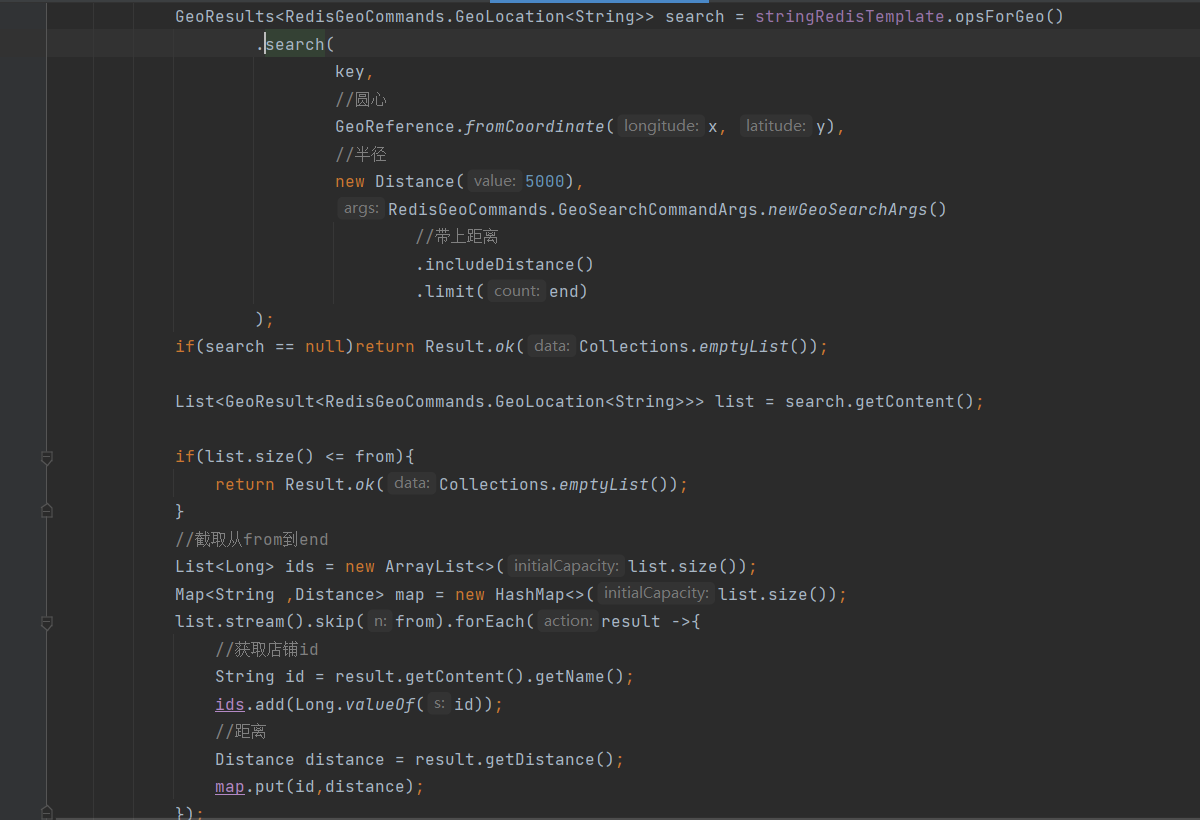 GeoResults<RedisGeoCommands.GeoLocation<String>> search = stringRedisTemplate.opsForGeo()
.search(
key,
//圆心
GeoReference.fromCoordinate( longitude: x, latitude: y),
//半径
new Distance( value: 5000),
args: RedisGeoCommands.GeoSearchCommandArgs.newGeoSearchArgs()
//带上距离
.includeDistance()
.limit( count: end)
);
if(search == null)return Result.ok( data: Collections.emptyList());
List<GeoResult<RedisGeoCommands.GeoLocation<String>>> list = search.getContent();
if(list.size() <= from){
return Result.ok( data: Collections.emptyList());
}
//截取从from到end
List<Long> ids = new ArrayList<>( initialCapacity: list.size());
Map<String ,Distance> map = new HashMap<>( initialCapacity: list.size());
list.stream().skip( n: from).forEach( action: result ->{
//获取店铺id
String id = result.getContent().getName();
ids.add(Long.valueOf( s: id));
//距离
Distance distance = result.getDistance();
map.put(id,distance);
});